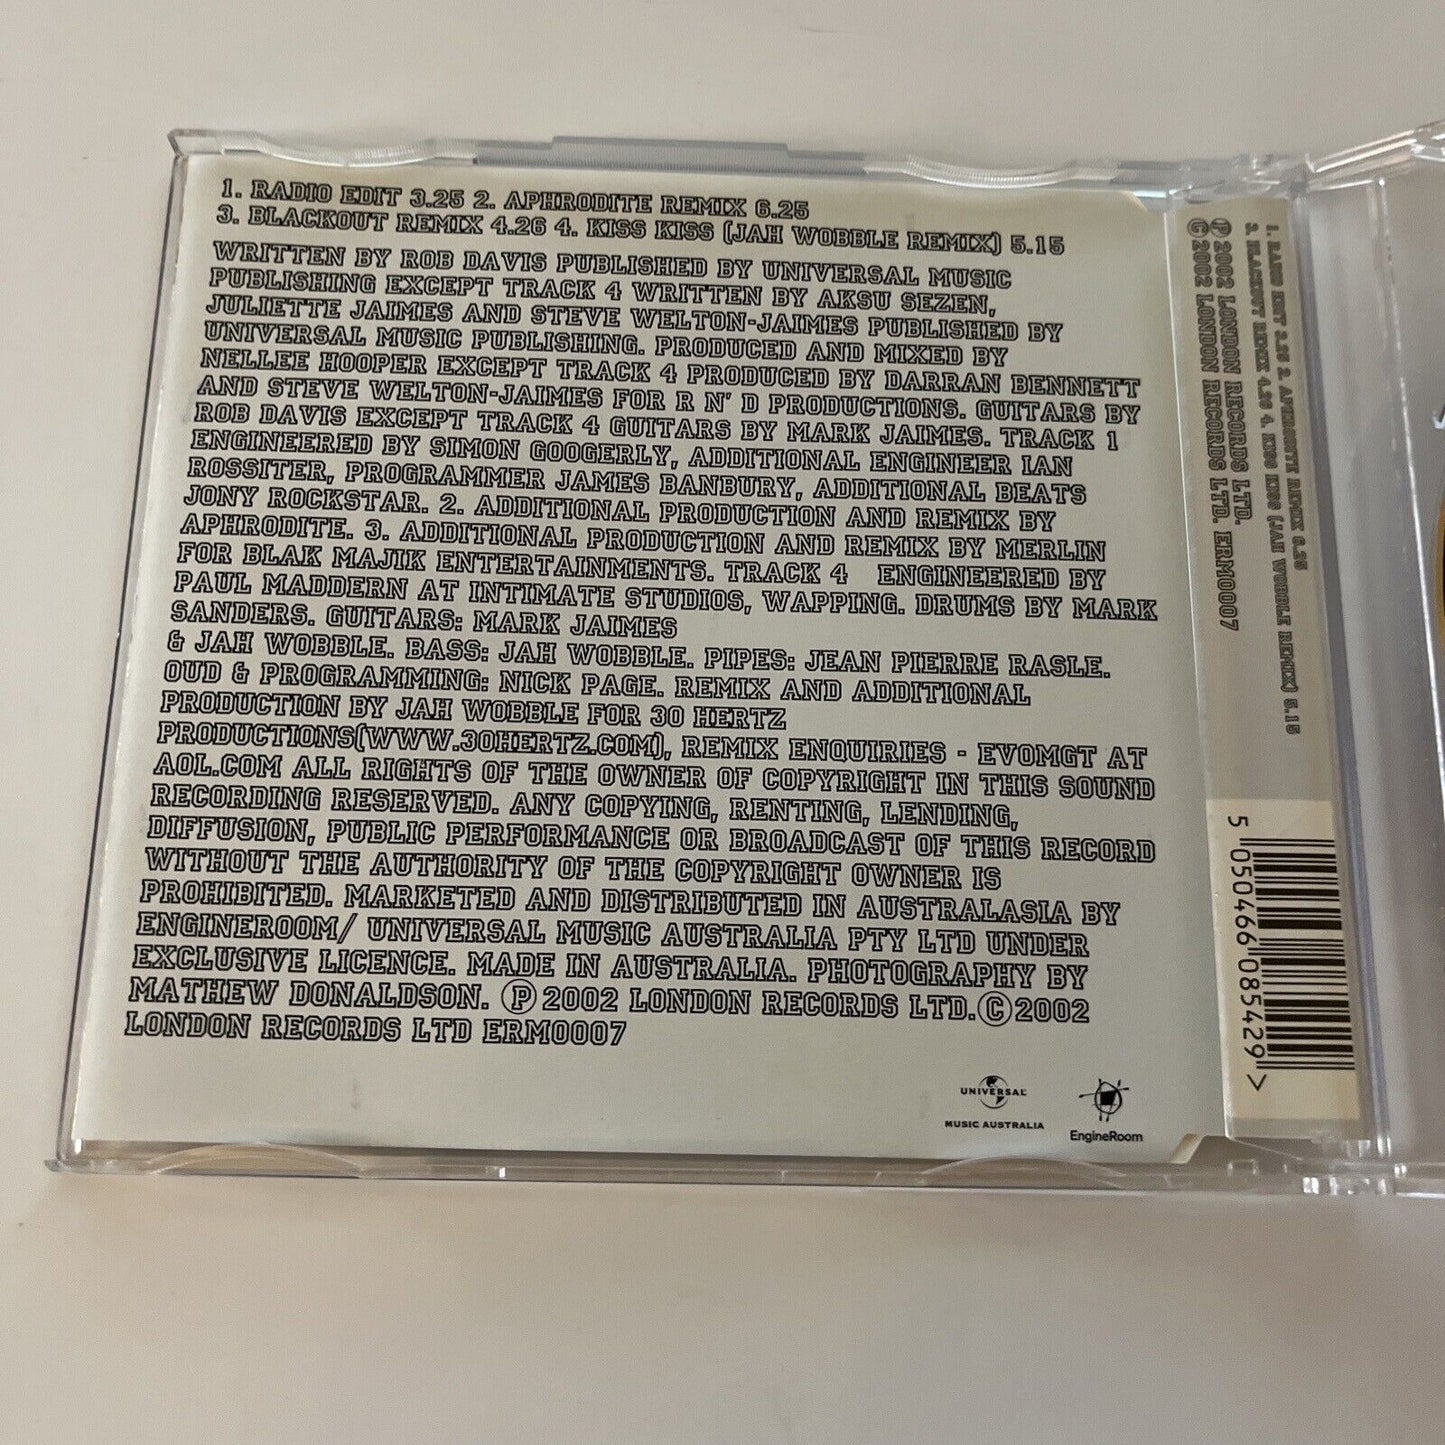 1. RADIO EDIT 3.25 2. APHRODITE REMIX 6.25
3. BLACKOUT REMIX 4.26 4. KISS KISS (JAH WOBBLE REMIX) 5.15
WRITTEN BY ROB DAVIS PUBLISHED BY UNIVERSAL MUSIC
PUBLISHING EXCEPT TRACK 4 WRITTEN BY AKSU SEZEN,
JULIETTE JAIMES AND STEVE WELTON-JAIMES PUBLISHED BY
UNIVERSAL MUSIC PUBLISHING. PRODUCED AND MIXED BY
NELLEE HOOPER EXCEPT TRACK 4 PRODUCED BY DARRAN BENNETT
AND STEVE WELTON-JAIMES FOR R N' D PRODUCTIONS. GUITARS BY
ROB DAVIS EXCEPT TRACK 4 GUITARS BY MARK JAIMES. TRACK 1
ENGINEERED BY SIMON GOOGERLY, ADDITIONAL ENGINEER IAN
ROSSITER, PROGRAMMER JAMES BANBURY, ADDITIONAL BEATS
JONY ROCKSTAR. 2. ADDITIONAL PRODUCTION AND REMIX BY
APHRODITE. 3. ADDITIONAL PRODUCTION AND REMIX BY MERLIN
FOR BLAK MAJIK ENTERTAINMENTS. TRACK 4 ENGINEERED BY
PAUL MADDERN AT INTIMATE STUDIOS, WAPPING. DRUMS BY MARK
SANDERS. GUITARS: MARK JAIMES
& JAH WOBBLE. BASS: JAH WOBBLE. PIPES: JEAN PIERRE RASLE.
OUD & PROGRAMMING: NICK PAGE. REMIX AND ADDITIONAL
PRODUCTION BY JAH WOBBLE FOR 30 HERTZ
PRODUCTIONS(WWW.30HERTZ.COM), REMIX ENQUIRIES - EVOMGT AT
AOL.COM ALL RIGHTS OF THE OWNER OF COPYRIGHT IN THIS SOUND
RECORDING RESERVED. ANY COPYING, RENTING, LENDING,
DIFFUSION, PUBLIC PERFORMANCE OR BROADCAST OF THIS RECORD
WITHOUT THE AUTHORITY OF THE COPYRIGHT OWNER IS
PROHIBITED. MARKETED AND DISTRIBUTED IN AUSTRALASIA BY
ENGINEROOM/ UNIVERSAL MUSIC AUSTRALIA PTY LTD UNDER
EXCLUSIVE LICENCE. MADE IN AUSTRALIA. PHOTOGRAPHY BY
MATHEW DONALDSON. Ⓟ 2002 LONDON RECORDS LTD.Ⓒ 2002
LONDON RECORDS LTD ERM0007
UNIVERSAL
MUSIC AUSTRALIA
EngineRoom
1. RADIO EDIT 3.25 2. APHRODITE REMIX 6.25
3. BLACKOUT REMIX 4.26 4. KISS KISS (JAH WOBBLE REMIX) 5.15
Ⓟ 2002 LONDON RECORDS LTD.
Ⓒ 2002 LONDON RECORDS LTD. ERM0007
5 050466 085429 >